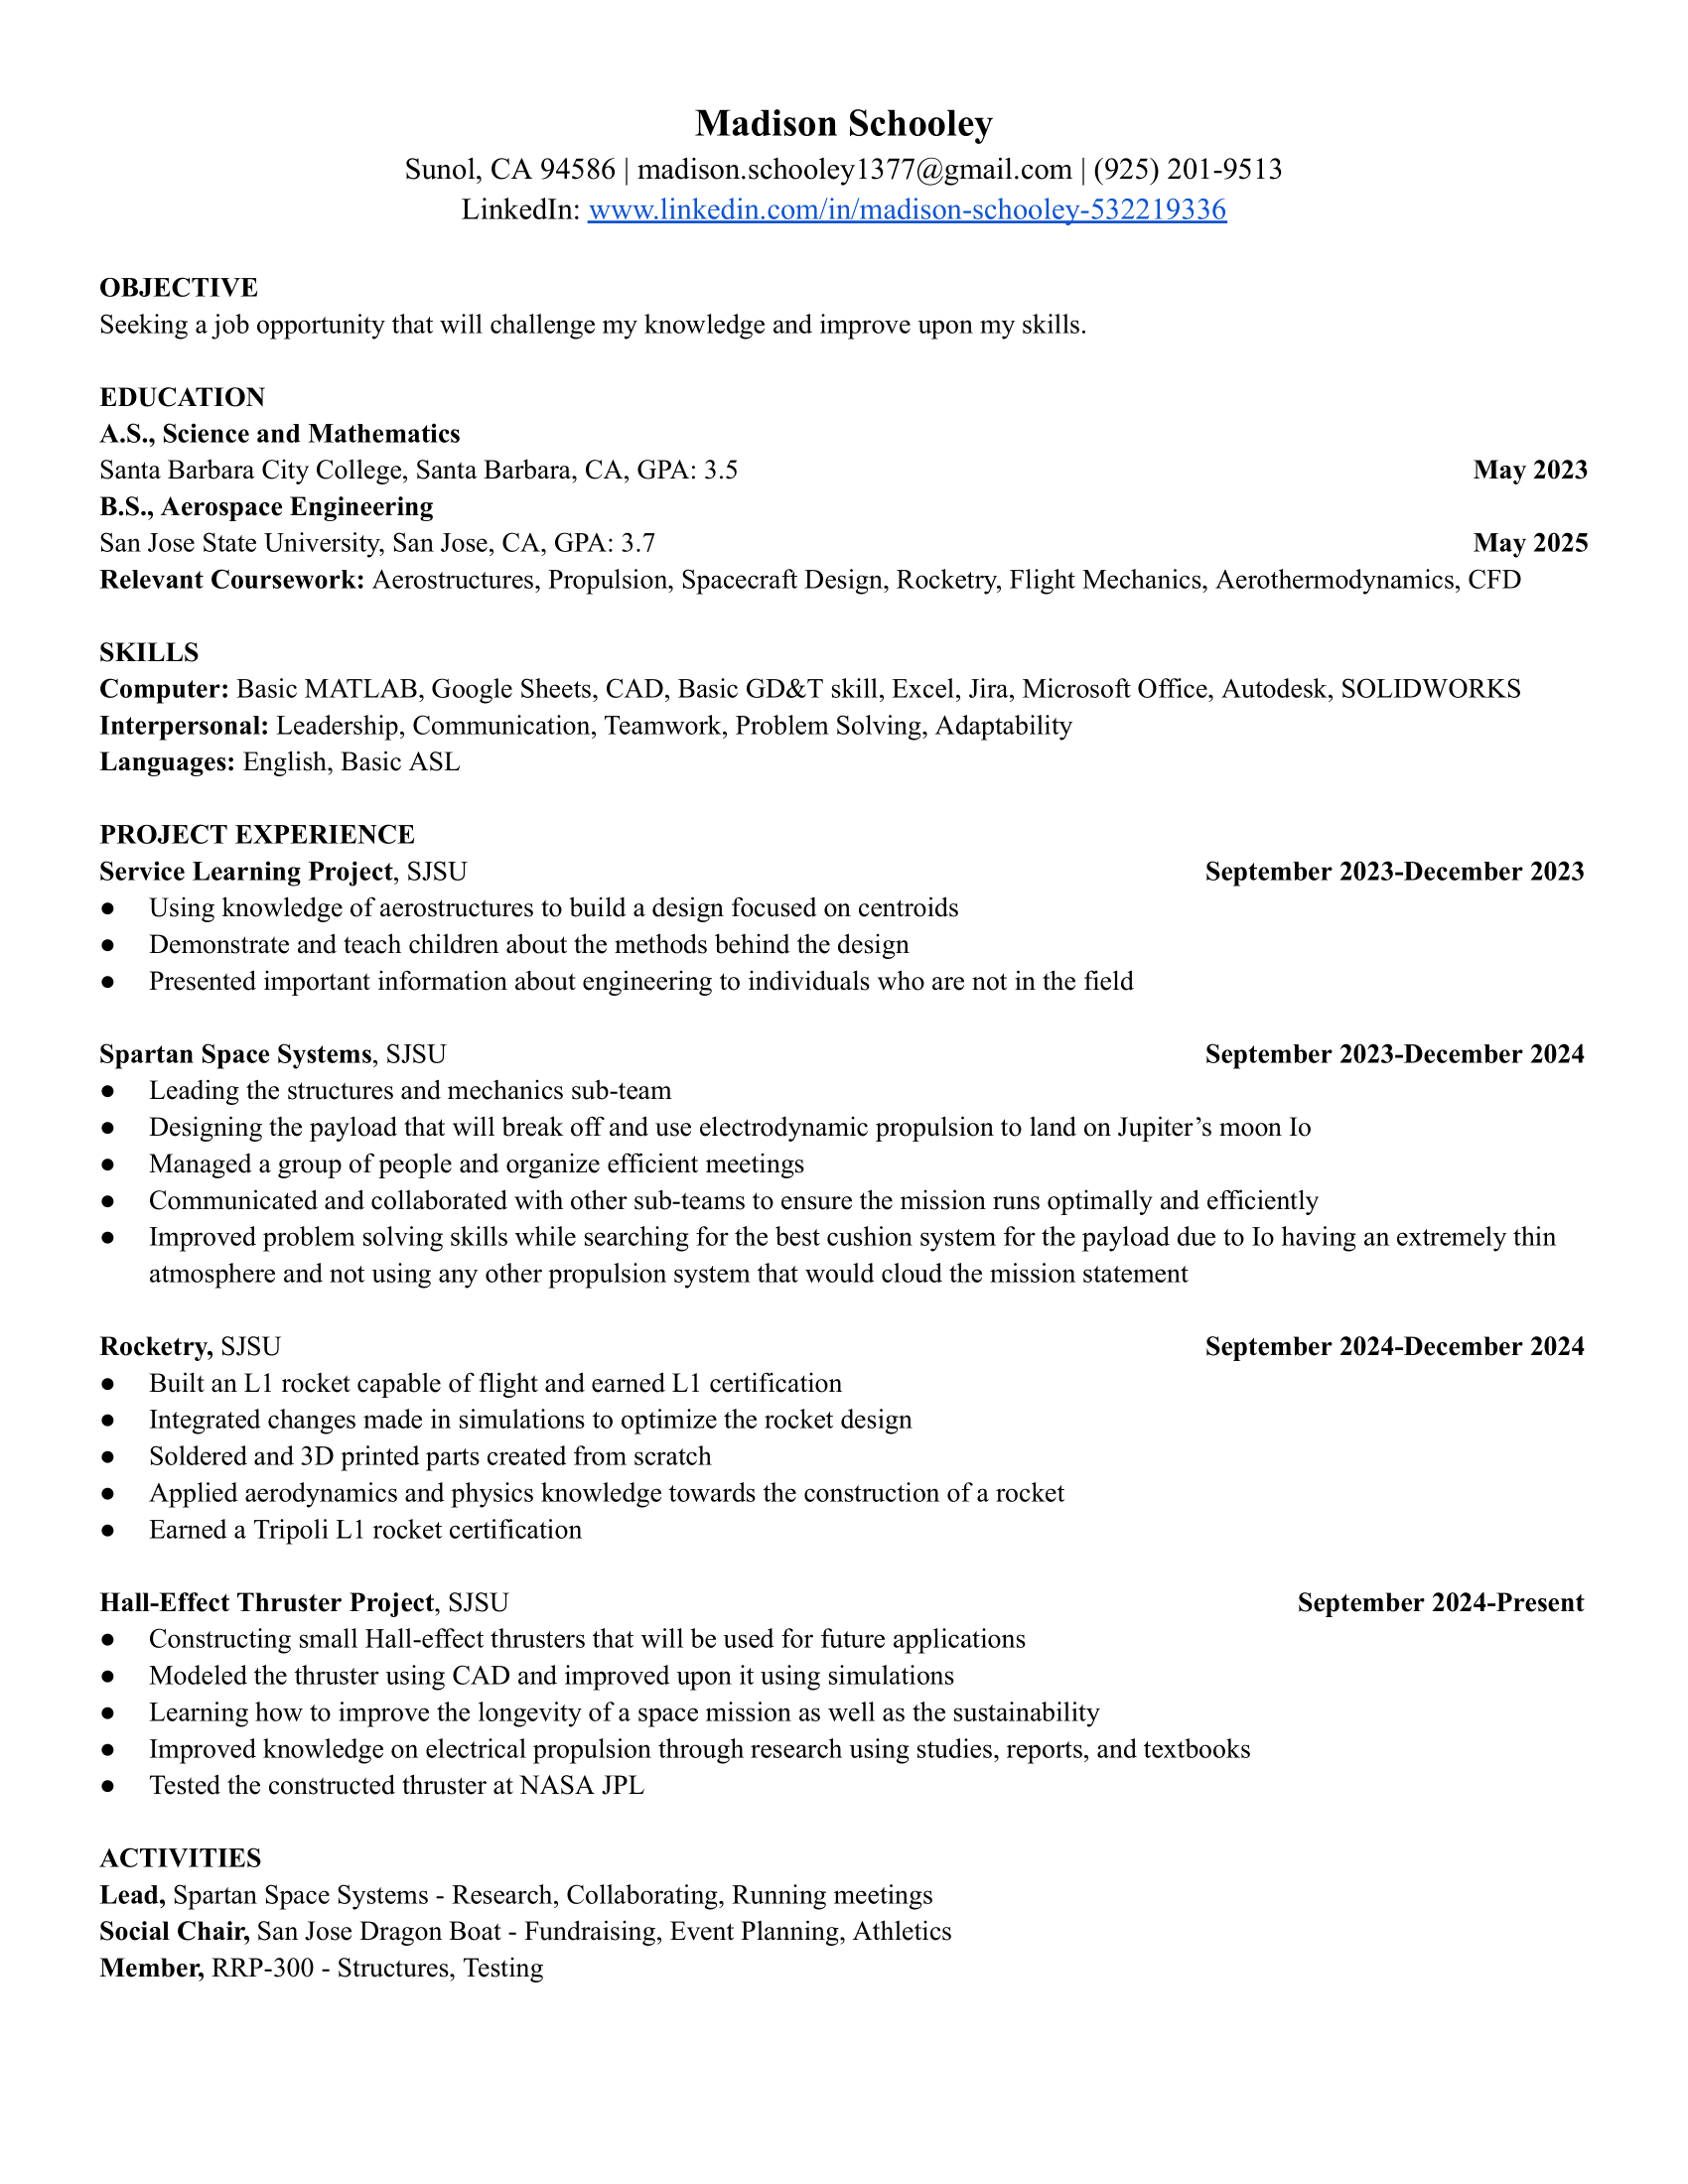 Madison Schooley
Sunol, CA 94586 | madison.schooley1377@gmail.com | (925) 201-9513
LinkedIn: www.linkedin.com/in/madison-schooley-532219336
OBJECTIVE
Seeking a job opportunity that will challenge my knowledge and improve upon my skills.
EDUCATION
A.S., Science and Mathematics
Santa Barbara City College, Santa Barbara, CA, GPA: 3.5 May 2023
B.S., Aerospace Engineering
San Jose State University, San Jose, CA, GPA: 3.7 May 2025
Relevant Coursework: Aerostructures, Propulsion, Spacecraft Design, Rocketry, Flight Mechanics, Aerothermodynamics, CFD
SKILLS
Computer: Basic MATLAB, Google Sheets, CAD, Basic GD&T skill, Excel, Jira, Microsoft Office, Autodesk, SOLIDWORKS
Interpersonal: Leadership, Communication, Teamwork, Problem Solving, Adaptability
Languages: English, Basic ASL
PROJECT EXPERIENCE
Service Learning Project, SJSU September 2023-December 2023
● Using knowledge of aerostructures to build a design focused on centroids
● Demonstrate and teach children about the methods behind the design
● Presented important information about engineering to individuals who are not in the field
Spartan Space Systems, SJSU September 2023-December 2024
● Leading the structures and mechanics sub-team
● Designing the payload that will break off and use electrodynamic propulsion to land on Jupiter’s moon Io
● Managed a group of people and organize efficient meetings
● Communicated and collaborated with other sub-teams to ensure the mission runs optimally and efficiently
● Improved problem solving skills while searching for the best cushion system for the payload due to Io having an extremely thin
atmosphere and not using any other propulsion system that would cloud the mission statement
Rocketry, SJSU September 2024-December 2024
● Built an L1 rocket capable of flight and earned L1 certification
● Integrated changes made in simulations to optimize the rocket design
● Soldered and 3D printed parts created from scratch
● Applied aerodynamics and physics knowledge towards the construction of a rocket
● Earned a Tripoli L1 rocket certification
Hall-Effect Thruster Project, SJSU September 2024-Present
● Constructing small Hall-effect thrusters that will be used for future applications
● Modeled the thruster using CAD and improved upon it using simulations
● Learning how to improve the longevity of a space mission as well as the sustainability
● Improved knowledge on electrical propulsion through research using studies, reports, and textbooks
● Tested the constructed thruster at NASA JPL
ACTIVITIES
Lead, Spartan Space Systems - Research, Collaborating, Running meetings
Social Chair, San Jose Dragon Boat - Fundraising, Event Planning, Athletics
Member, RRP-300 - Structures, Testing